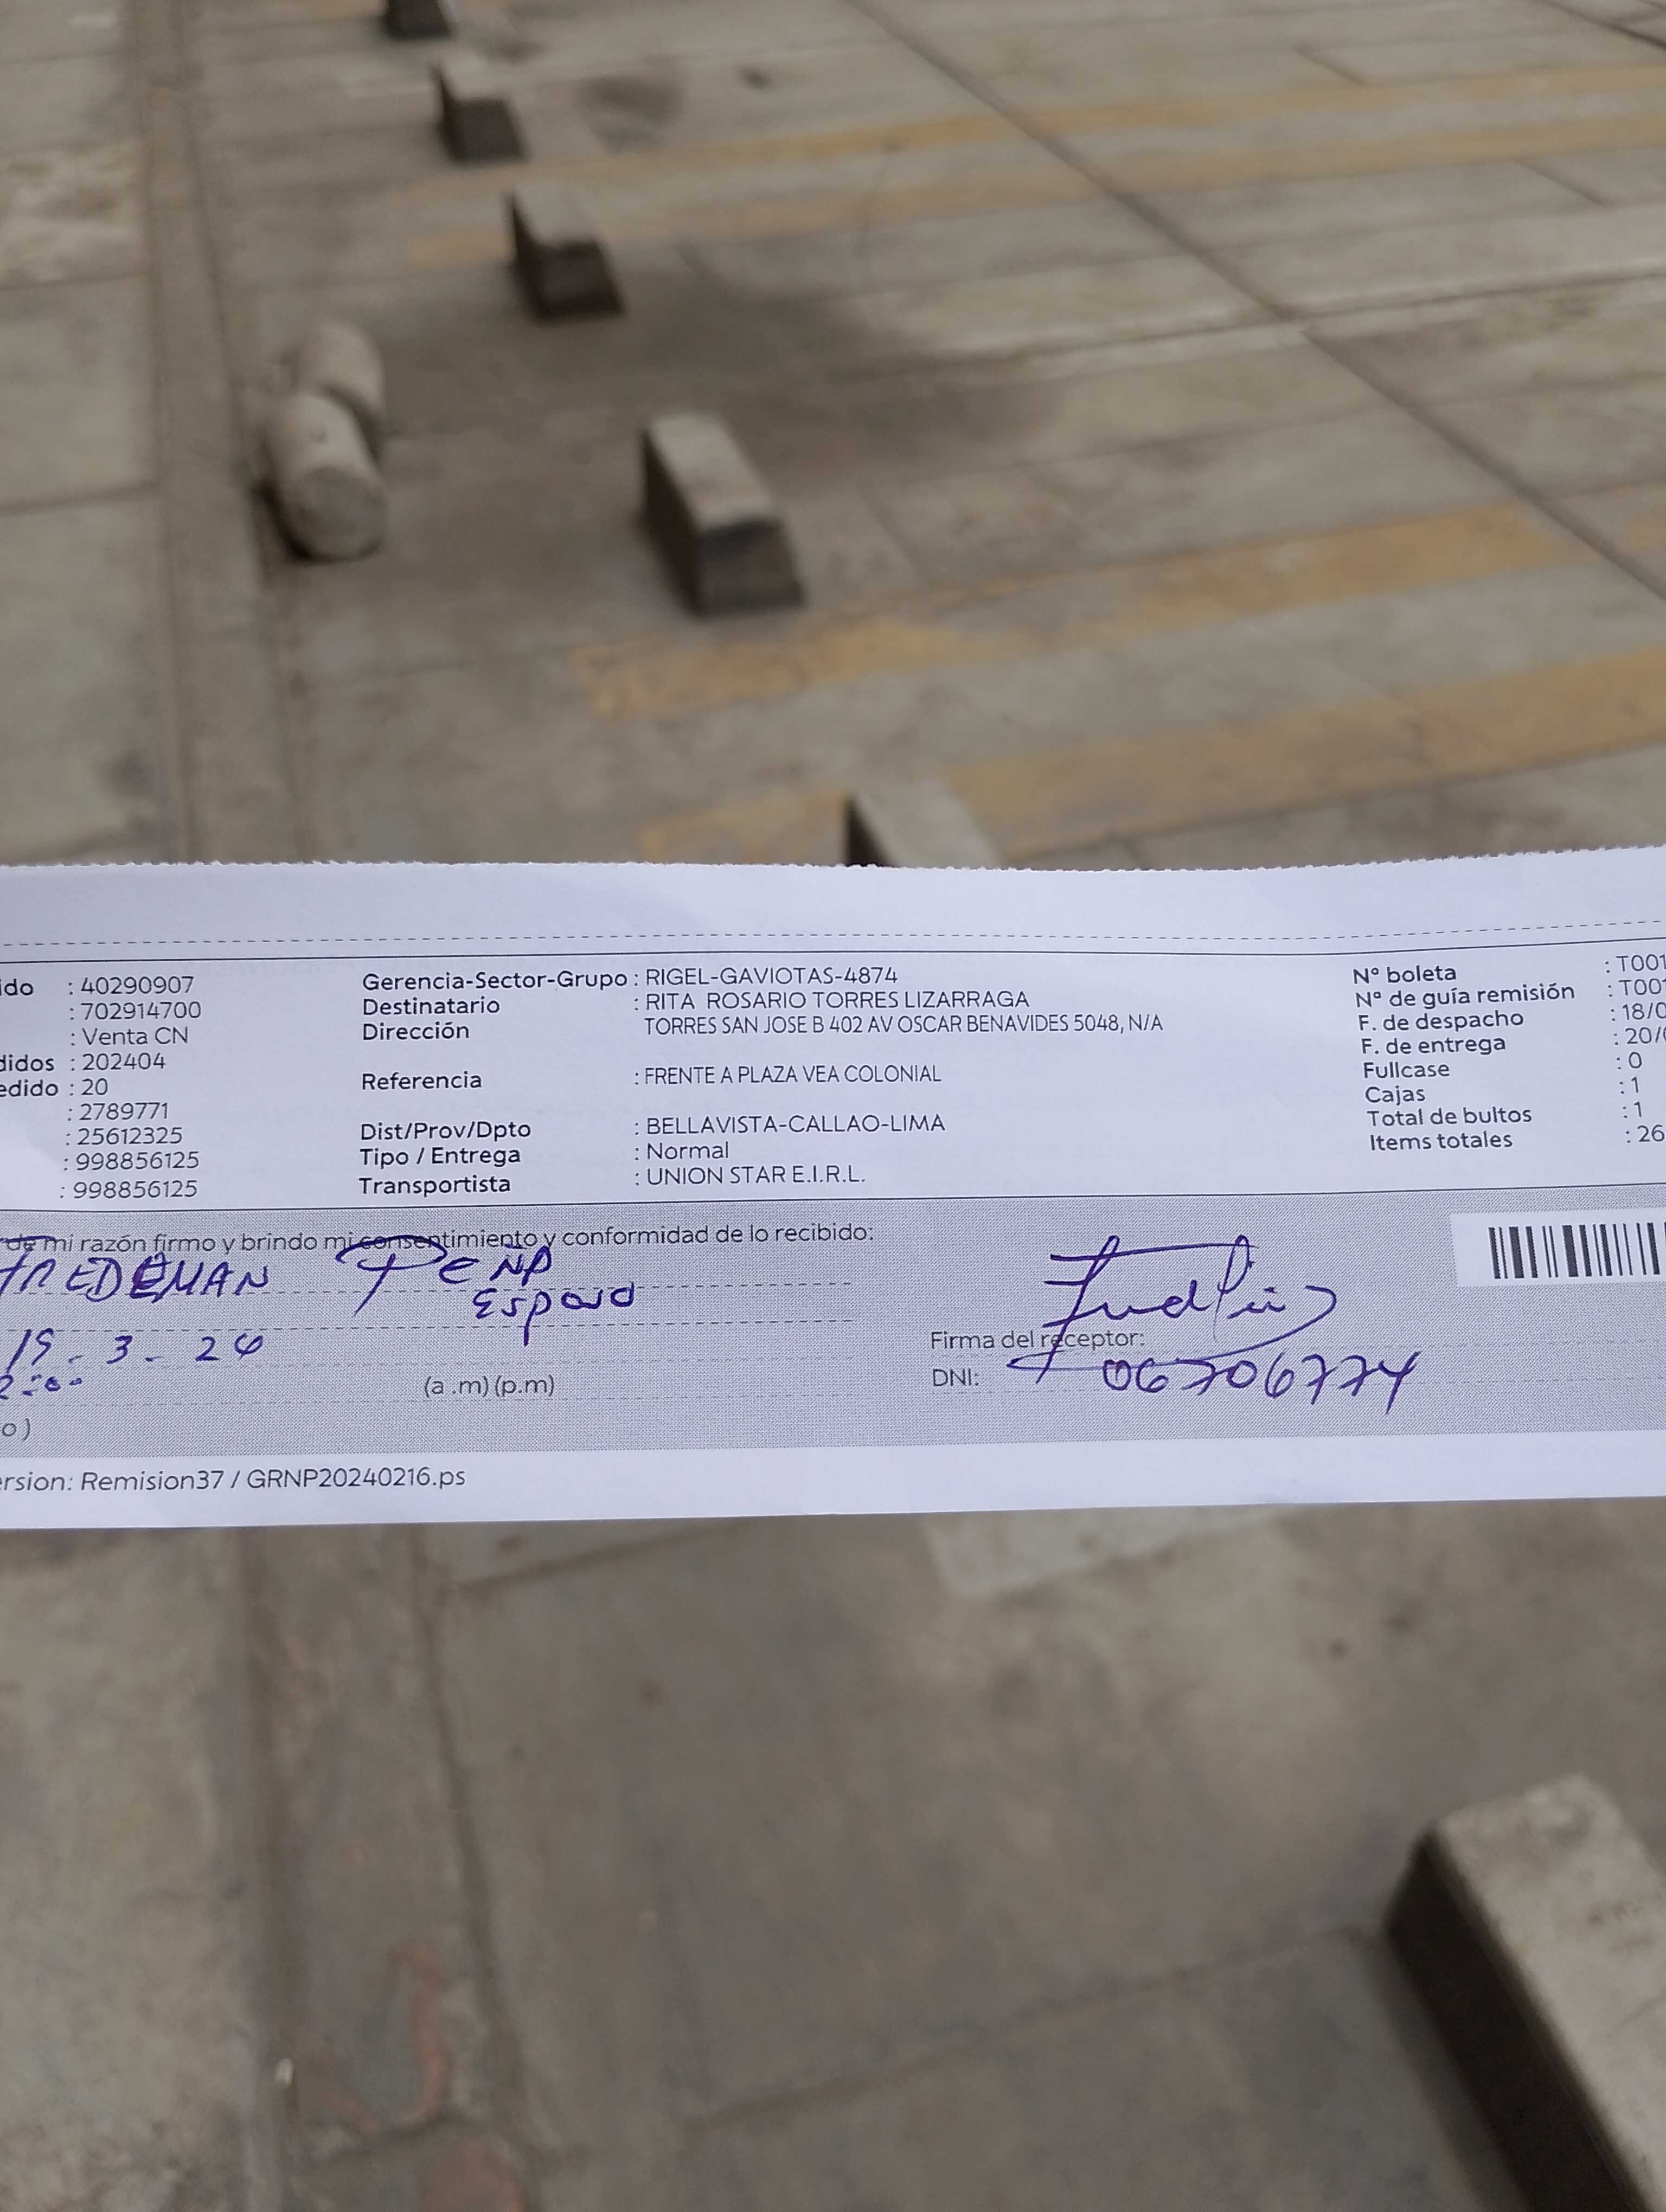 ido : 40290907 Gerencia-Sector-Grupo : RIGEL-GAVIOTAS-4874 N° boleta : T001
: 702914700 Destinatario : RITA ROSARIO TORRES LIZARRAGA N° de guía remisión : T001
: Venta CN Dirección TORRES SAN JOSE B 402 AV OSCAR BENAVIDES 5048, N/A F. de despacho : 18/0
didos : 202404 F. de entrega : 20/
edido : 20 Referencia : FRENTE A PLAZA VEA COLONIAL Fullcase : 0
: 2789771 Cajas : 1
: 25612325 Dist/Prov/Dpto : BELLAVISTA-CALLAO-LIMA Total de bultos : 1
: 998856125 Tipo / Entrega : Normal Items totales : 26
: 998856125 Transportista : UNION STAR E.I.R.L.
de mi razón firmo y brindo mi consentimiento y conformidad de lo recibido:
FREDEMAN PEÑA
Esposo
19 - 3 - 24 Firma del receptor:
2:00 (a .m) (p.m) DNI: 06706774
o )
ersion: Remision37 / GRNP20240216.ps